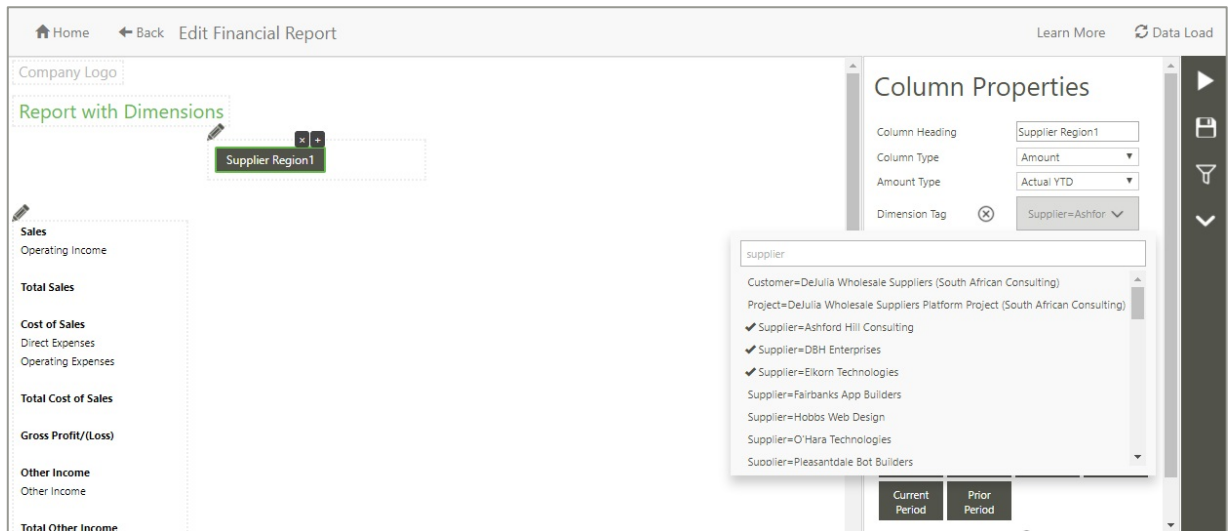 Home
Back
Edit Financial Report
Learn More
Data Load
Company Logo
Report with Dimensions
Supplier Region1
Sales
Operating Income
Total Sales
Cost of Sales
Direct Expenses
Operating Expenses
Total Cost of Sales
Gross Profit/(Loss)
Other Income
Other Income
Total Other Income
Column Properties
Column Heading
Supplier Region1
Column Type
Amount
Amount Type
Actual YTD
Dimension Tag
Supplier=Ashfor
supplier
Customer=DeJulia Wholesale Suppliers (South African Consulting)
Project=DeJulia Wholesale Suppliers Platform Project (South African Consulting)
Supplier=Ashford Hill Consulting
Supplier=DBH Enterprises
Supplier=Elkorn Technologies
Supplier=Fairbanks App Builders
Supplier=Hobbs Web Design
Supplier=O'Hara Technologies
Supplier=Pleasantdale Bot Builders
Current
Period
Prior
Period